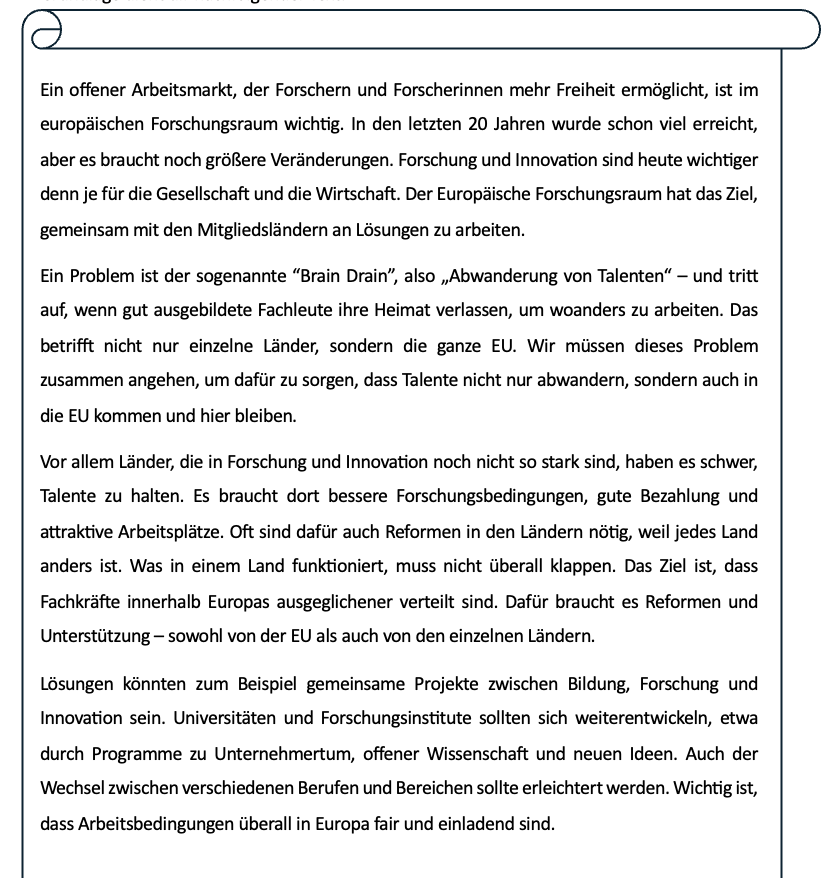 Ein offener Arbeitsmarkt, der Forschern und Forscherinnen mehr Freiheit ermöglicht, ist im
europäischen Forschungsraum wichtig. In den letzten 20 Jahren wurde schon viel erreicht,
aber es braucht noch größere Veränderungen. Forschung und Innovation sind heute wichtiger
denn je für die Gesellschaft und die Wirtschaft. Der Europäische Forschungsraum hat das Ziel,
gemeinsam mit den Mitgliedsländern an Lösungen zu arbeiten.
Ein Problem ist der sogenannte “Brain Drain”, also „Abwanderung von Talenten“ – und tritt
auf, wenn gut ausgebildete Fachleute ihre Heimat verlassen, um woanders zu arbeiten. Das
betrifft nicht nur einzelne Länder, sondern die ganze EU. Wir müssen dieses Problem
zusammen angehen, um dafür zu sorgen, dass Talente nicht nur abwandern, sondern auch in
die EU kommen und hier bleiben.
Vor allem Länder, die in Forschung und Innovation noch nicht so stark sind, haben es schwer,
Talente zu halten. Es braucht dort bessere Forschungsbedingungen, gute Bezahlung und
attraktive Arbeitsplätze. Oft sind dafür auch Reformen in den Ländern nötig, weil jedes Land
anders ist. Was in einem Land funktioniert, muss nicht überall klappen. Das Ziel ist, dass
Fachkräfte innerhalb Europas ausgeglichener verteilt sind. Dafür braucht es Reformen und
Unterstützung – sowohl von der EU als auch von den einzelnen Ländern.
Lösungen könnten zum Beispiel gemeinsame Projekte zwischen Bildung, Forschung und
Innovation sein. Universitäten und Forschungsinstitute sollten sich weiterentwickeln, etwa
durch Programme zu Unternehmertum, offener Wissenschaft und neuen Ideen. Auch der
Wechsel zwischen verschiedenen Berufen und Bereichen sollte erleichtert werden. Wichtig ist,
dass Arbeitsbedingungen überall in Europa fair und einladend sind.